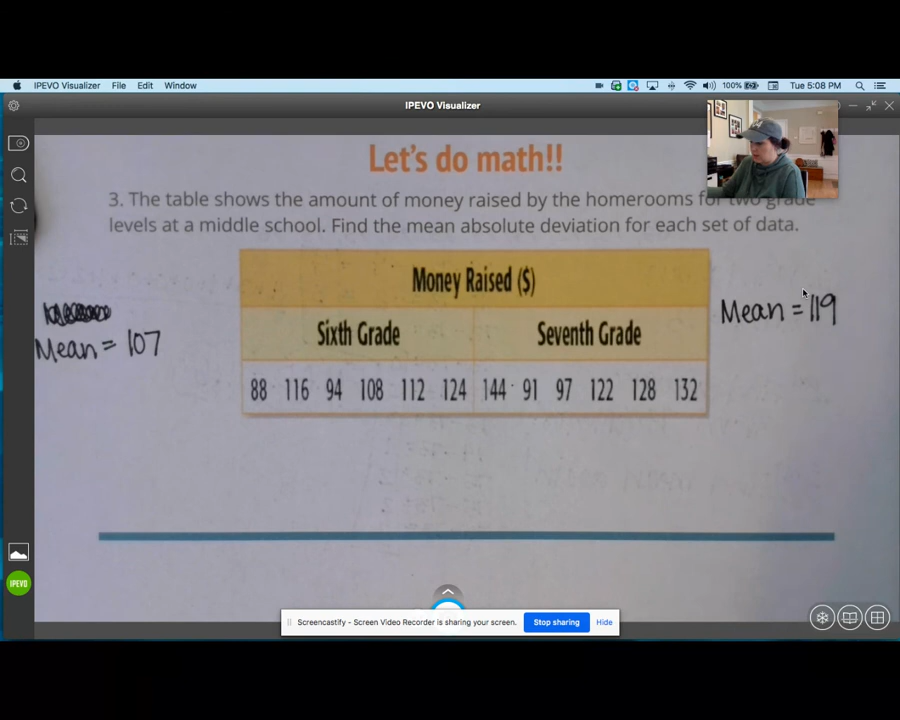 IPEVO Visualizer File Edit Window 100% Tue 5:08 PM
IPEVO Visualizer
Let's do math!!
3. The table shows the amount of money raised by the homerooms for two grade
levels at a middle school. Find the mean absolute deviation for each set of data.
Money Raised ($)
Mean = 119
Sixth Grade Seventh Grade
Mean = 107
88 116 94 108 112 124 144 91 97 122 128 132
IPEVO
Screencastify - Screen Video Recorder is sharing your screen. Stop sharing Hide